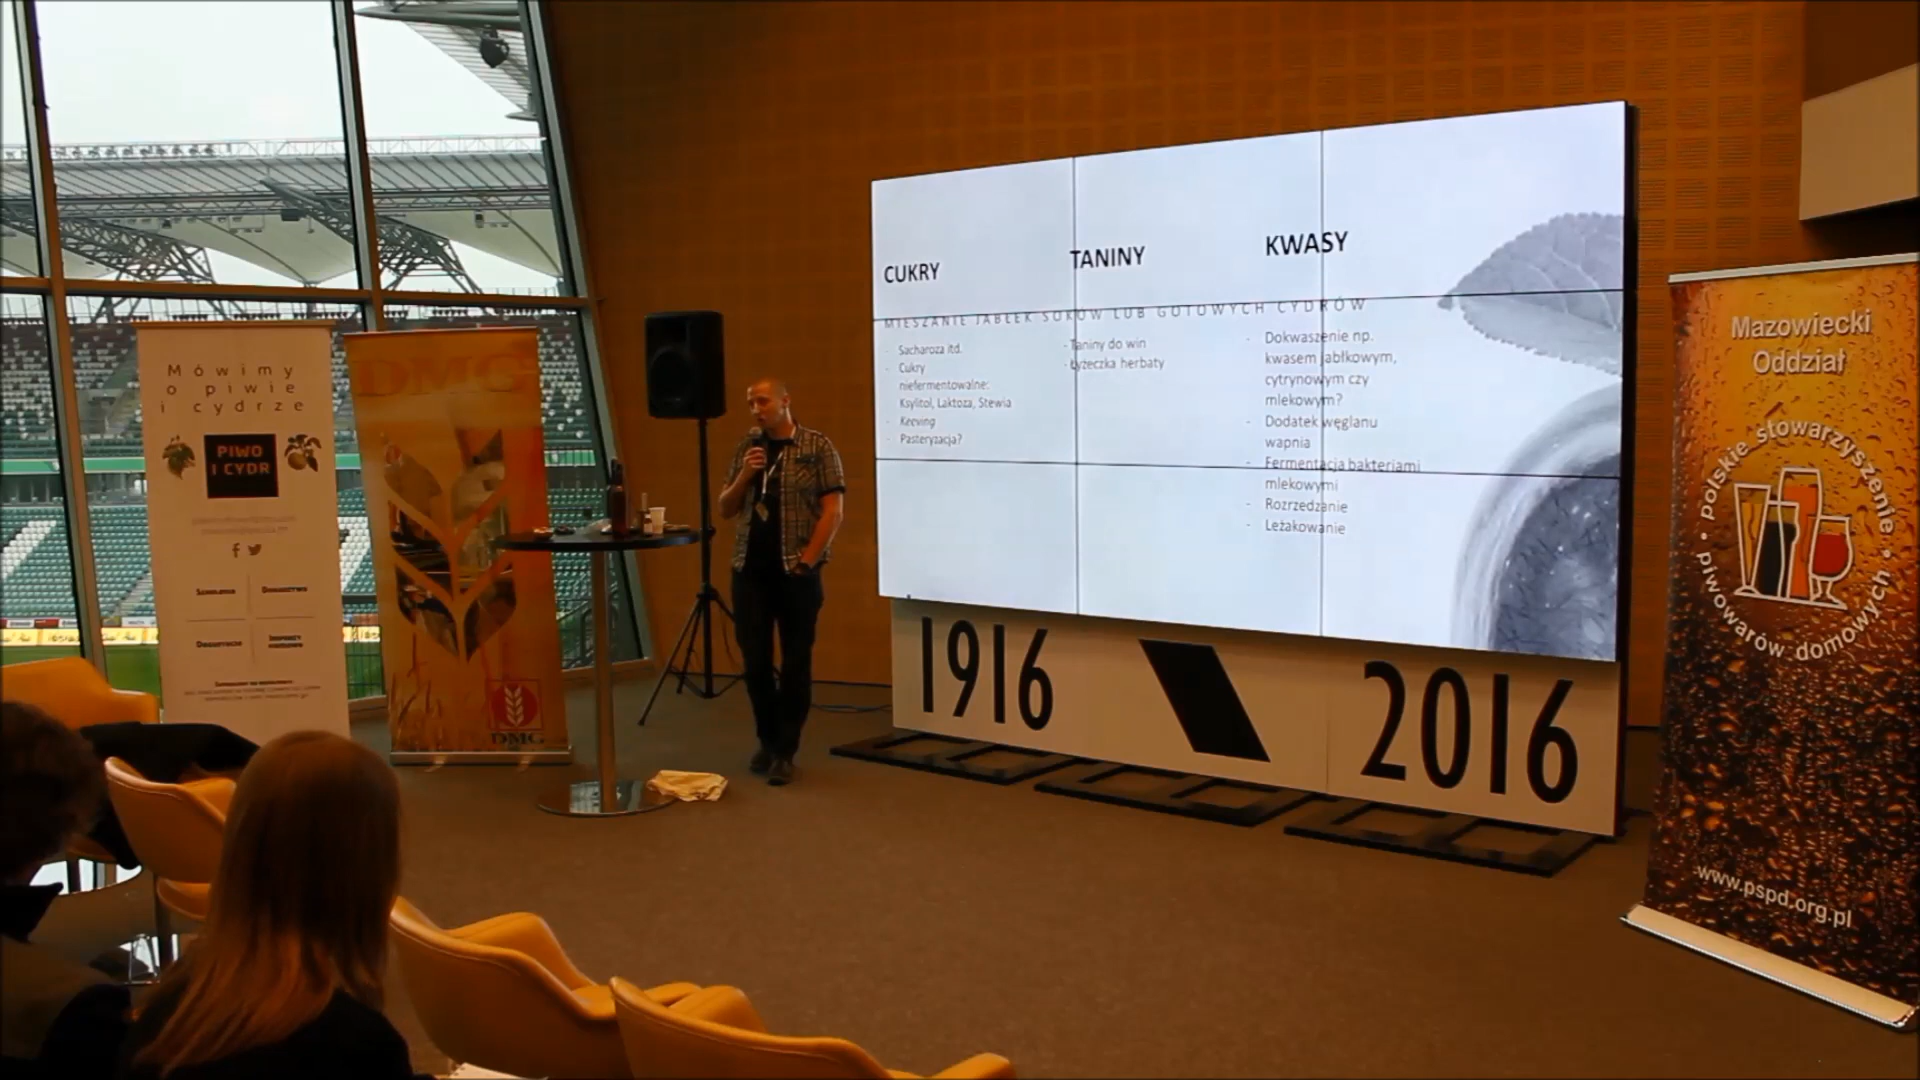 CUKRY
TANINY
KWASY
MIESZANIE JABŁEK SOKÓW LUB GOTOWYCH CYDRÓW
- Sacharoza itd.
- Cukry
niefermentowalne:
Ksylitol, Laktoza, Stewia
- Keeving
- Pasteryzacja?
- Taniny do win
- Łyżeczka herbaty
- Dokwaszenie np.
kwasem jabłkowym,
cytrynowym czy
mlekowym?
- Dodatek węglanu
wapnia
- Fermentacja bakteriami
mlekowymi
- Rozrzedzanie
- Leżakowanie
1916
2016
Mówimy
o piwie
i cydrze
PIWO
I CYDR
Szkolenia
Doradztwo
DMG
DMG
Mazowiecki
Oddział
polskie stowarzyszenie
piwowarów domowych
www.pspd.org.pl